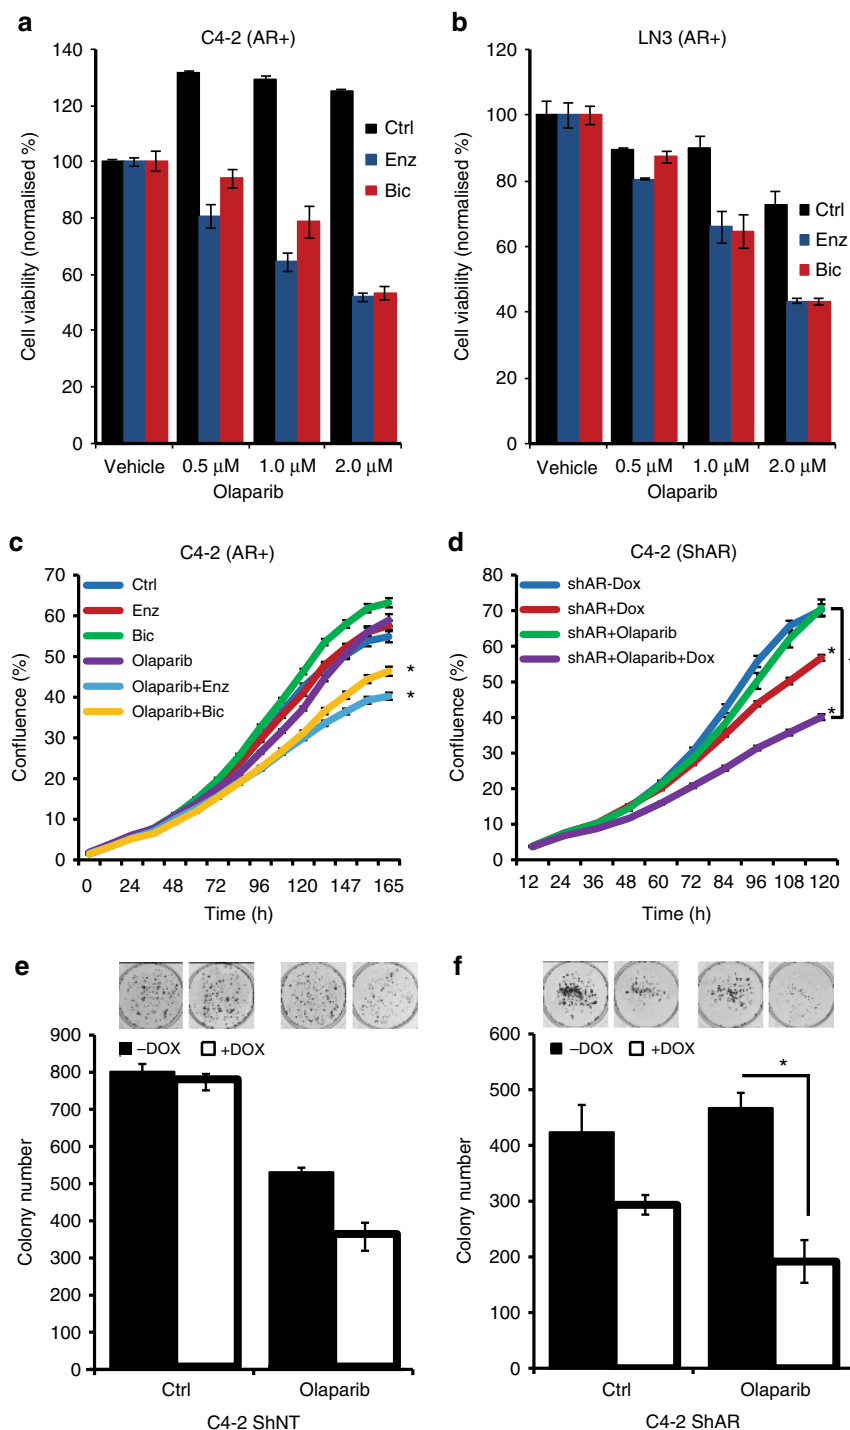 a
C4-2 (AR+)
Cell viability (normalised %)
140
120
100
80
60
40
20
0
Ctrl
Enz
Bic
Vehicle 0.5 μM 1.0 μM 2.0 μM
Olaparib
b
LN3 (AR+)
Cell viability (normalised %)
120
100
80
60
40
20
0
Ctrl
Enz
Bic
Vehicle 0.5 μM 1.0 μM 2.0 μM
Olaparib
c
C4-2 (AR+)
Confluence (%)
70
60
50
40
30
20
10
0
Ctrl
Enz
Bic
Olaparib
Olaparib+Enz
Olaparib+Bic
*
*
0 24 48 72 96 120 147 165
Time (h)
d
C4-2 (ShAR)
Confluence (%)
80
70
60
50
40
30
20
10
0
shAR-Dox
shAR+Dox
shAR+Olaparib
shAR+Olaparib+Dox
*
*
12 24 36 48 60 72 84 96 108 120
Time (h)
e
Colony number
900
800
700
600
500
400
300
200
100
0
–DOX +DOX
Ctrl Olaparib
C4-2 ShNT
f
Colony number
600
500
400
300
200
100
0
–DOX +DOX
*
Ctrl Olaparib
C4-2 ShAR